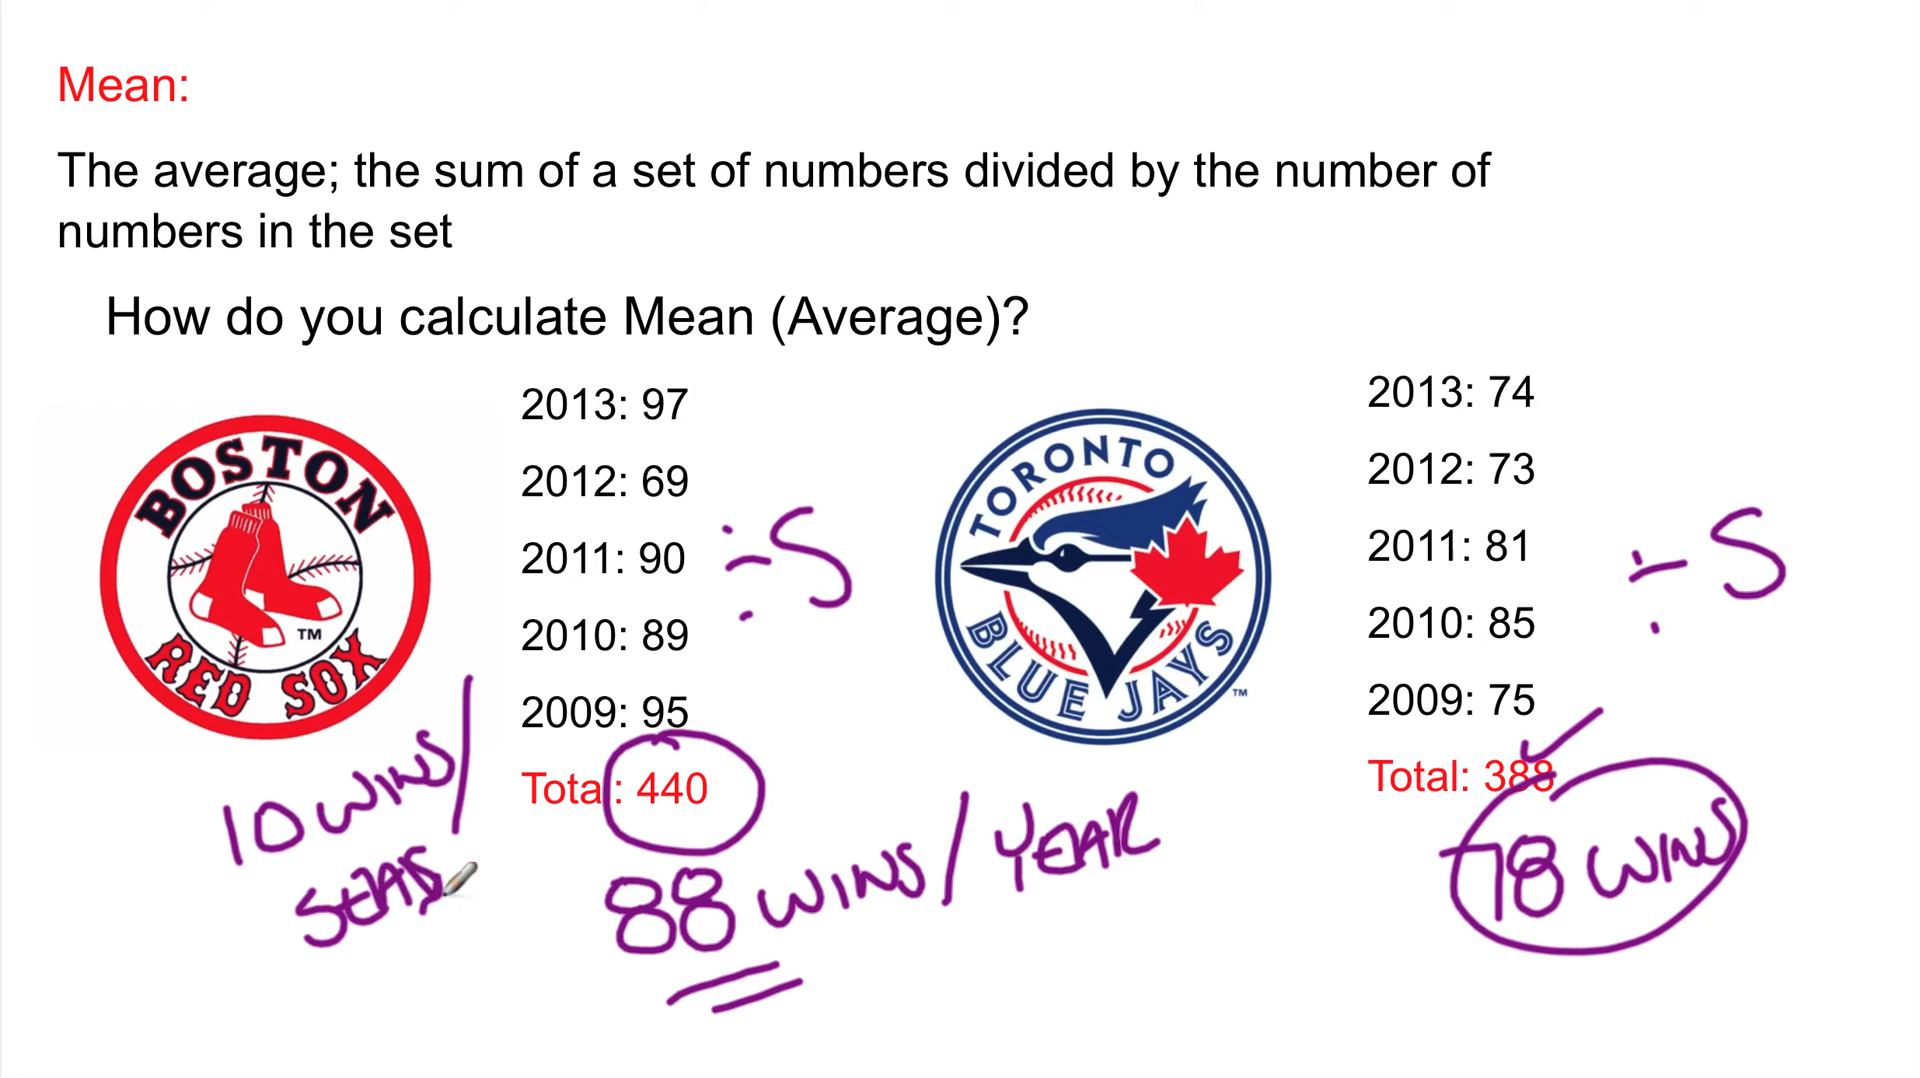 Mean:
The average; the sum of a set of numbers divided by the number of
numbers in the set
How do you calculate Mean (Average)?
BOSTON
RED SOX
TM
2013: 97
2012: 69
2011: 90
2010: 89
2009: 95
Total: 440
÷5
88 WINS/YEAR
10 WINS/
SEAS
TORONTO
BLUE JAYS
TM
2013: 74
2012: 73
2011: 81
2010: 85
2009: 75
Total: 388
÷5
78 WINS